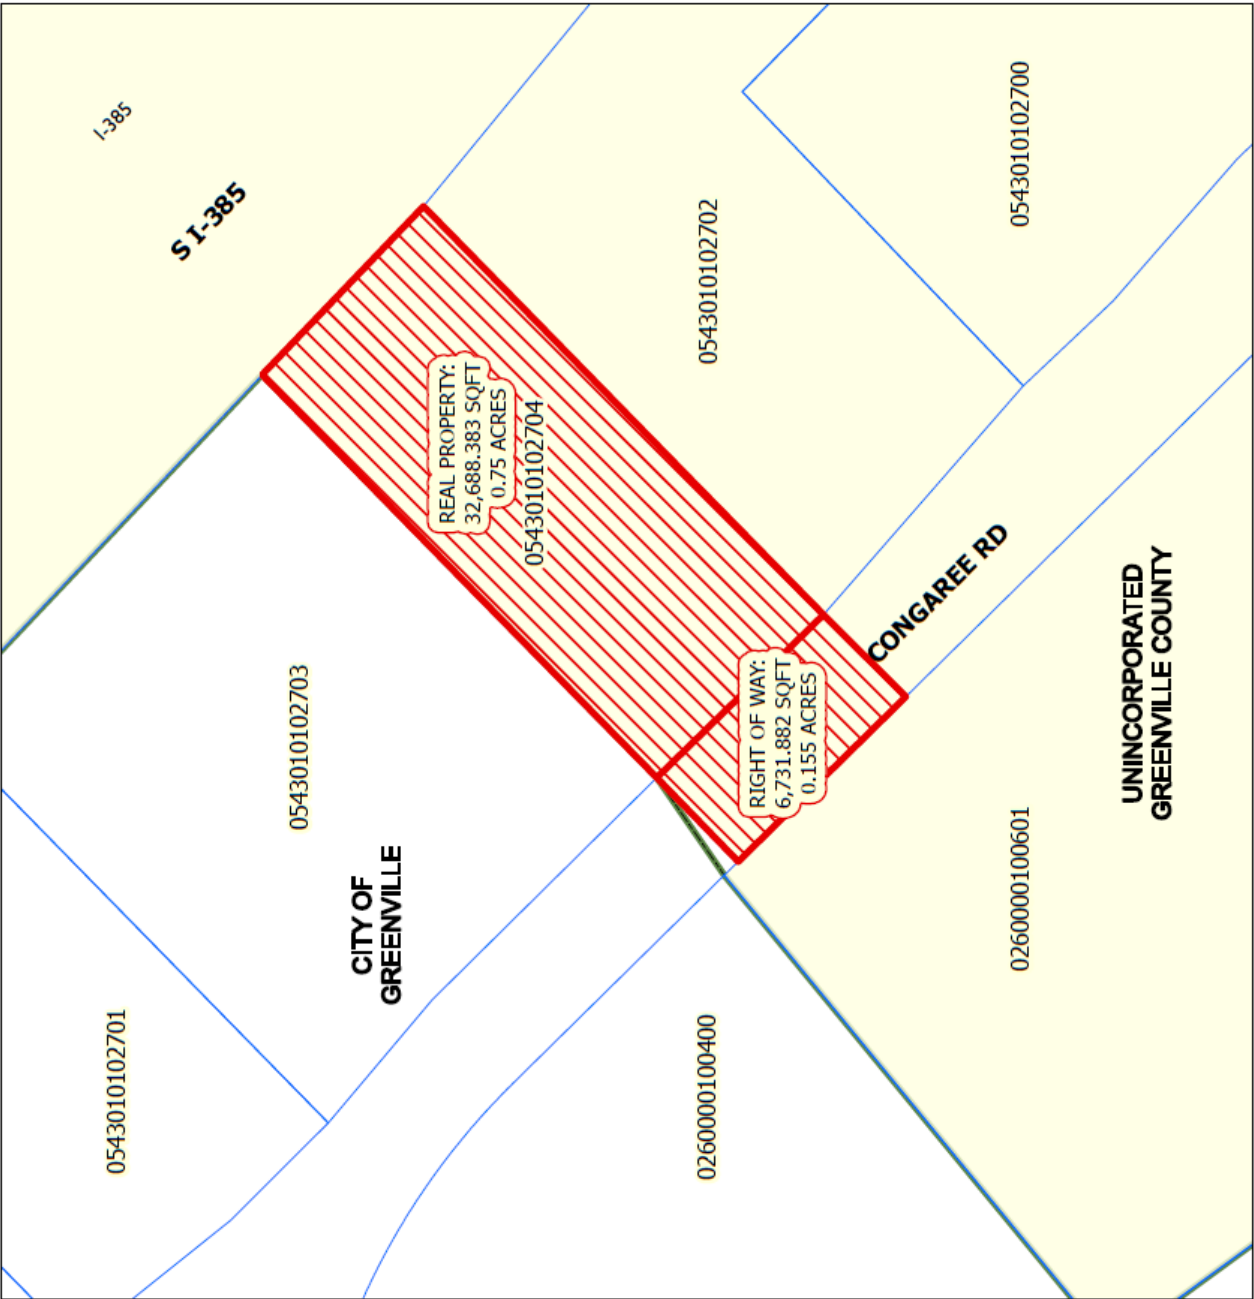 I-385
S I-385
0543010102700
0543010102702
REAL PROPERTY:
32,688.383 SQFT
0.75 ACRES
0543010102704
CONGAREE RD
UNINCORPORATED
GREENVILLE COUNTY
0543010102703
RIGHT OF WAY:
6,731.882 SQFT
0.155 ACRES
CITY OF
GREENVILLE
0260000100601
0543010102701
0260000100400